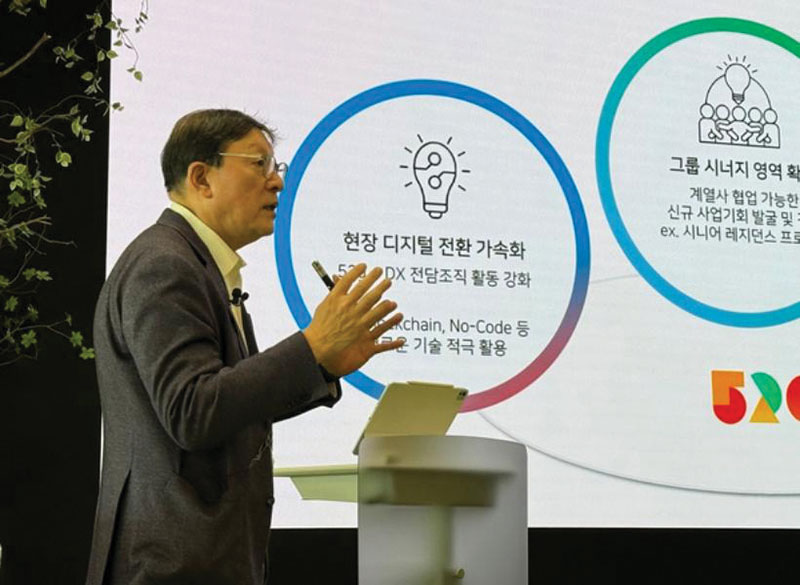 현장 디지털 전환 가속화
DX 전담조직 활동 강화
No-Code 등
기술 적극 활용
그룹 시너지 영역
계열사 협업 가능한
신규 사업기회 발굴 및
ex. 시니어 레지던스